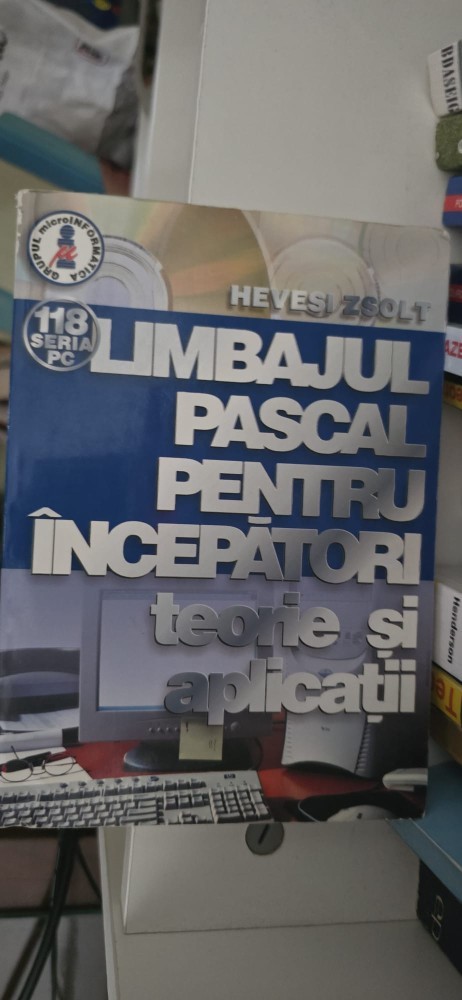 GRUPUL microINFORMATICA
HEVESI ZSOLT
118
SERIA
PC
LIMBAJUL
PASCAL
PENTRU
ÎNCEPĂTORI
teorie și
aplicații
Henderson